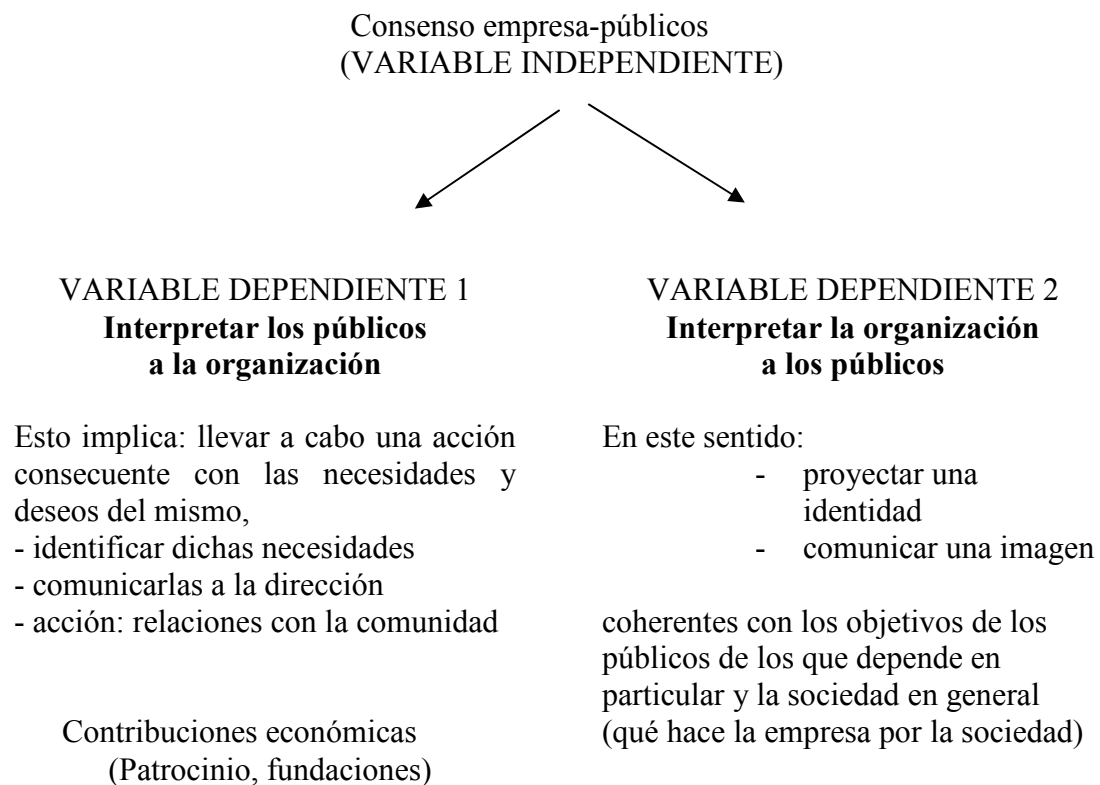 Consenso empresa-públicos
(VARIABLE INDEPENDIENTE)
VARIABLE DEPENDIENTE 1
Interpretar los públicos
a la organización
Esto implica: llevar a cabo una acción
consecuente con las necesidades y
deseos del mismo,
- identificar dichas necesidades
- comunicarlas a la dirección
- acción: relaciones con la comunidad
Contribuciones económicas
(Patrocinio, fundaciones)
VARIABLE DEPENDIENTE 2
Interpretar la organización
a los públicos
En este sentido:
- proyectar una
identidad
- comunicar una imagen
coherentes con los objetivos de los
públicos de los que depende en
particular y la sociedad en general
(qué hace la empresa por la sociedad)